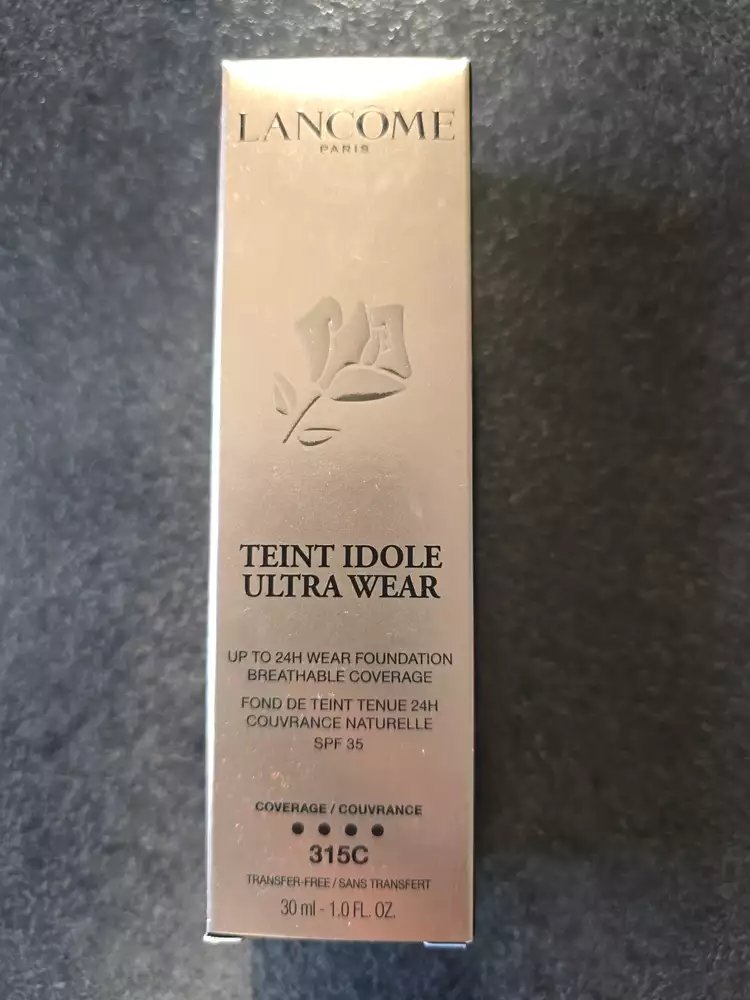 LANCÔME
PARIS
TEINT IDOLE
ULTRA WEAR
UP TO 24H WEAR FOUNDATION
BREATHABLE COVERAGE
FOND DE TEINT TENUE 24H
COUVRANCE NATURELLE
SPF 35
COVERAGE / COUVRANCE
315C
TRANSFER-FREE / SANS TRANSFERT
30 ml - 1.0 FL. OZ.